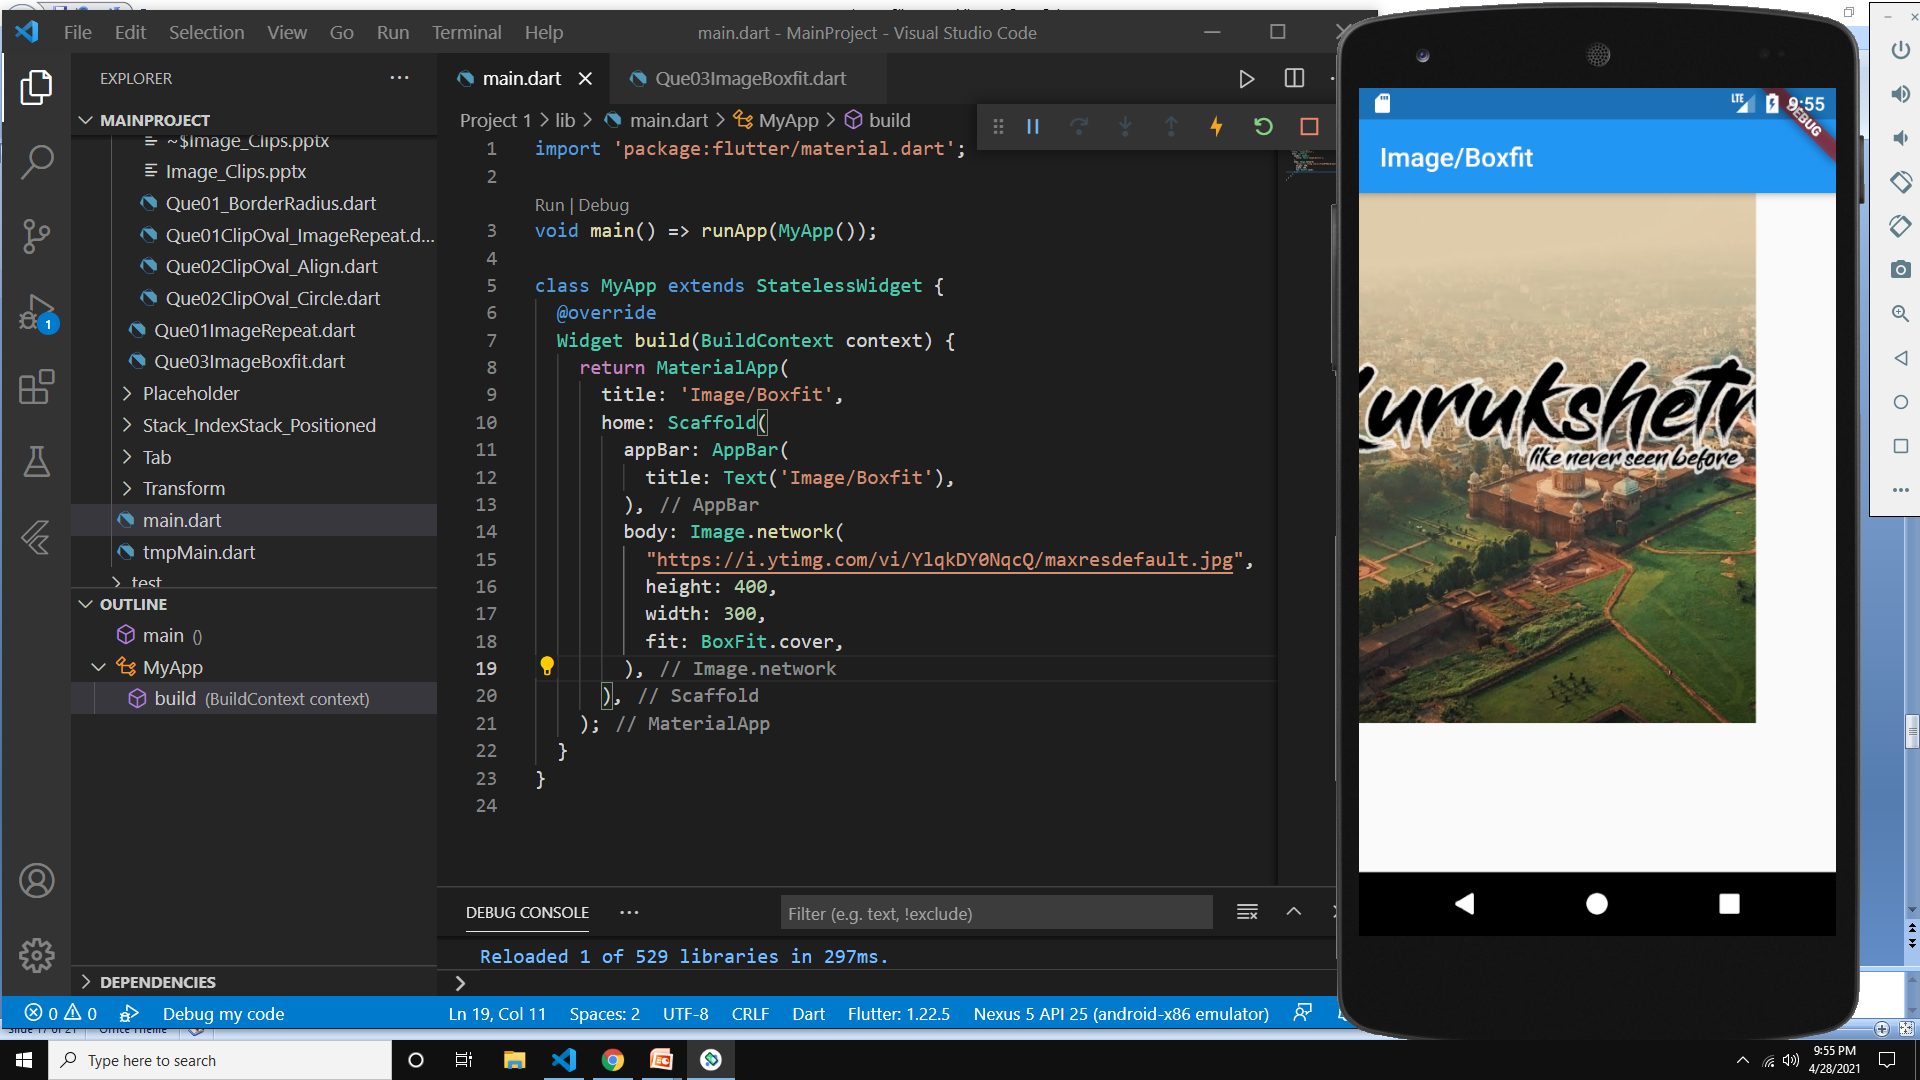 File Edit Selection View Go Run Terminal Help
main.dart - MainProject - Visual Studio Code
EXPLORER
MAINPROJECT
~$Image_Clips.pptx
Image_Clips.pptx
Que01_BorderRadius.dart
Que01ClipOval_ImageRepeat.d...
Que02ClipOval_Align.dart
Que02ClipOval_Circle.dart
Que01ImageRepeat.dart
Que03ImageBoxfit.dart
Placeholder
Stack_IndexStack_Positioned
Tab
Transform
main.dart
tmpMain.dart
test
OUTLINE
main ()
MyApp
build (BuildContext context)
DEPENDENCIES
1
main.dart
Que03ImageBoxfit.dart
Project 1 > lib > main.dart > MyApp > build
1 import 'package:flutter/material.dart';
2
Run | Debug
3 void main() => runApp(MyApp());
4
5 class MyApp extends StatelessWidget {
6 @override
7 Widget build(BuildContext context) {
8 return MaterialApp(
9 title: 'Image/Boxfit',
10 home: Scaffold(
11 appBar: AppBar(
12 title: Text('Image/Boxfit'),
13 ), // AppBar
14 body: Image.network(
15 "https://i.ytimg.com/vi/YlqkDY0NqcQ/maxresdefault.jpg",
16 height: 400,
17 width: 300,
18 fit: BoxFit.cover,
19 ), // Image.network
20 ), // Scaffold
21 ); // MaterialApp
22 }
23 }
24
DEBUG CONSOLE
Filter (e.g. text, !exclude)
Reloaded 1 of 529 libraries in 297ms.
0 0 Debug my code
Ln 19, Col 11 Spaces: 2 UTF-8 CRLF Dart Flutter: 1.22.5 Nexus 5 API 25 (android-x86 emulator)
Slide 17 of 21 Office Theme
LTE 9:55
DEBUG
Image/Boxfit
Kurukshetr
like never seen before
Type here to search
9:55 PM
4/28/2021